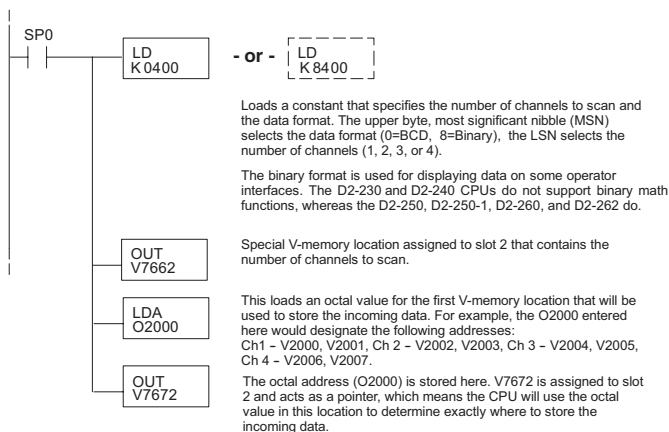 SP0
LD
K 0400
- or -
LD
K 8400
Loads a constant that specifies the number of channels to scan and
the data format. The upper byte, most significant nibble (MSN)
selects the data format (0=BCD, 8=Binary), the LSN selects the
number of channels (1, 2, 3, or 4).
The binary format is used for displaying data on some operator
interfaces. The D2-230 and D2-240 CPUs do not support binary math
functions, whereas the D2-250, D2-250-1, D2-260, and D2-262 do.
OUT
V7662
Special V-memory location assigned to slot 2 that contains the
number of channels to scan.
LDA
O2000
This loads an octal value for the first V-memory location that will be
used to store the incoming data. For example, the O2000 entered
here would designate the following addresses:
Ch1 – V2000, V2001, Ch 2 – V2002, V2003, Ch 3 – V2004, V2005,
Ch 4 – V2006, V2007.
OUT
V7672
The octal address (O2000) is stored here. V7672 is assigned to slot
2 and acts as a pointer, which means the CPU will use the octal
value in this location to determine exactly where to store the
incoming data.